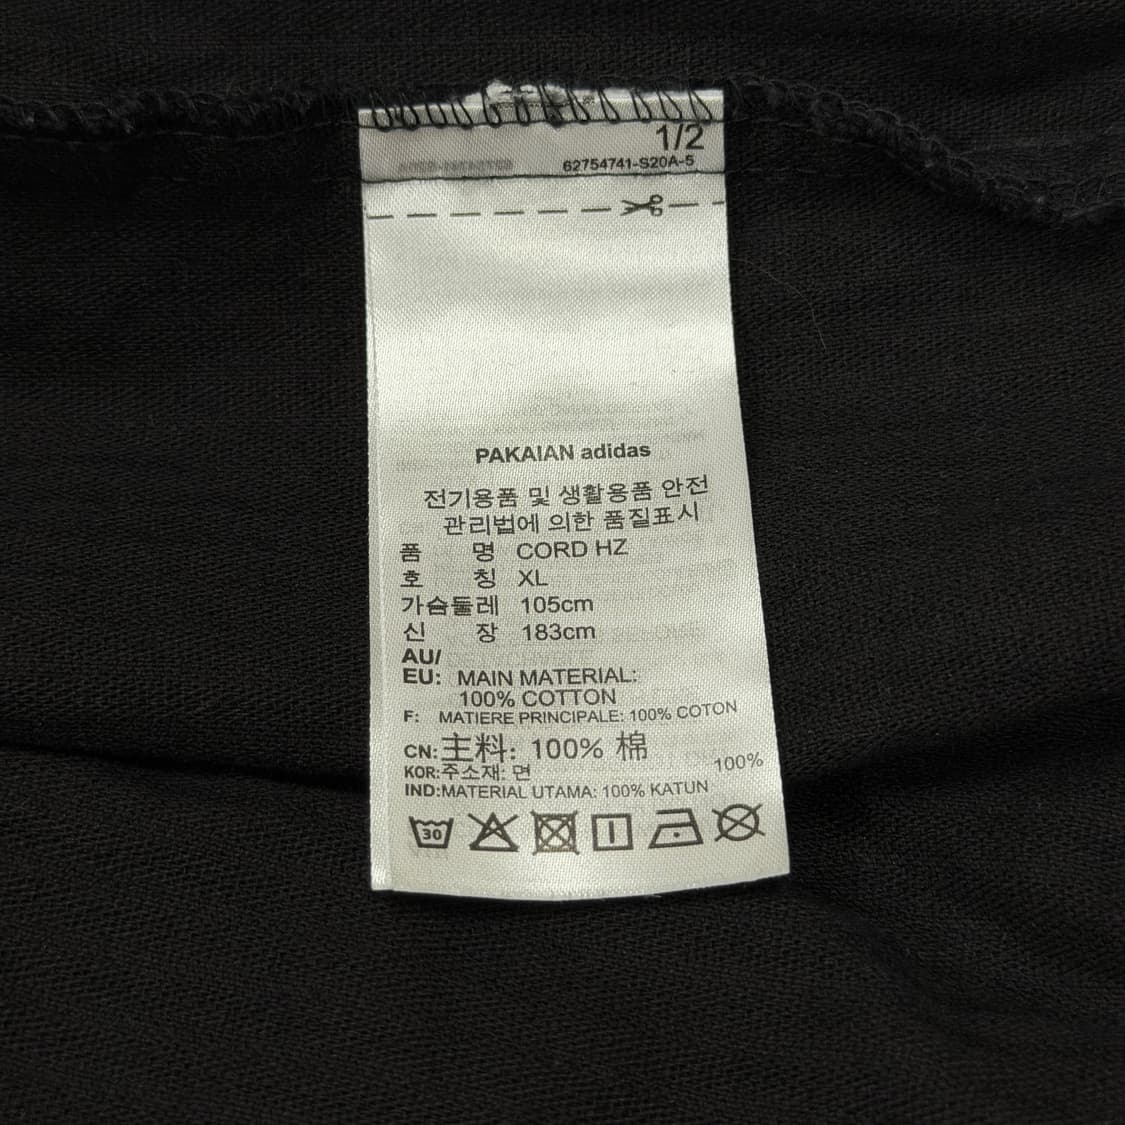 1/2
62754741-S20A-5
PAKAIAN adidas
전기용품 및 생활용품 안전
관리법에 의한 품질표시
품 명 CORD HZ
호 칭 XL
가슴둘레 105cm
신 장 183cm
AU/
EU: MAIN MATERIAL:
100% COTTON
F: MATIERE PRINCIPALE: 100% COTON
CN: 主料: 100% 棉
KOR:주소재: 면 100%
IND:MATERIAL UTAMA: 100% KATUN
30